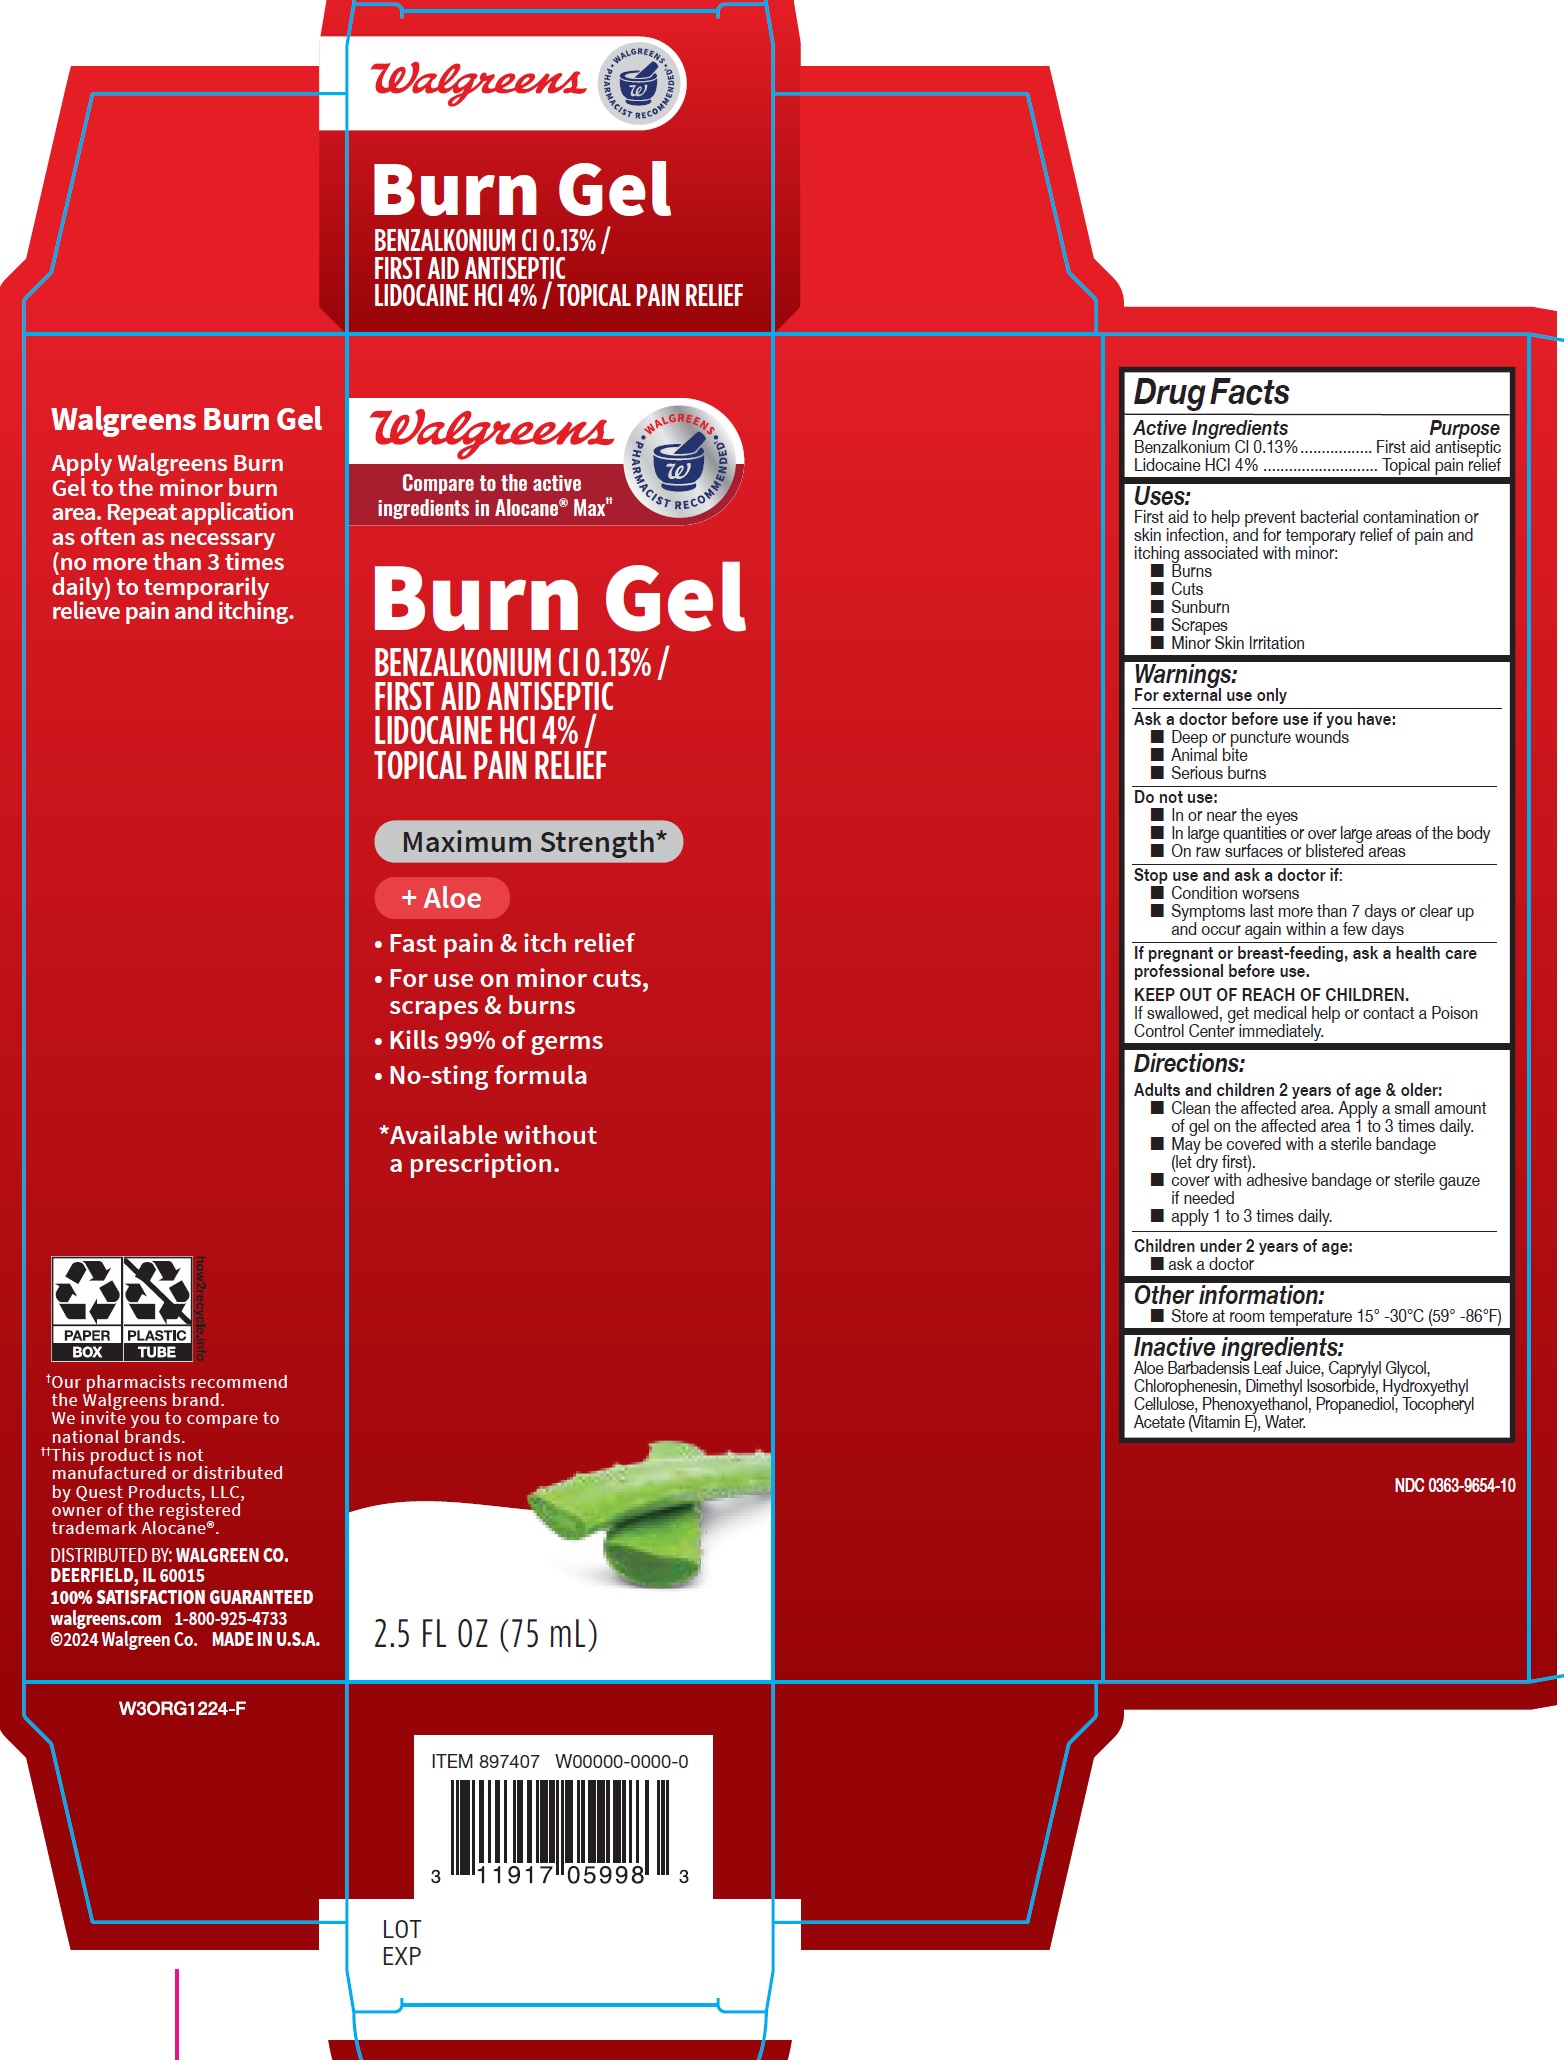 Walgreens
• WALGREENS •
PHARMACIST RECOMMENDED†
W
Burn Gel
BENZALKONIUM Cl 0.13% /
FIRST AID ANTISEPTIC
LIDOCAINE HCl 4% / TOPICAL PAIN RELIEF
Walgreens Burn Gel
Apply Walgreens Burn
Gel to the minor burn
area. Repeat application
as often as necessary
(no more than 3 times
daily) to temporarily
relieve pain and itching.
PAPER
BOX
PLASTIC
TUBE
how2recycle.info
†Our pharmacists recommend
the Walgreens brand.
We invite you to compare to
national brands.
††This product is not
manufactured or distributed
by Quest Products, LLC,
owner of the registered
trademark Alocane®.
DISTRIBUTED BY: WALGREEN CO.
DEERFIELD, IL 60015
100% SATISFACTION GUARANTEED
walgreens.com 1-800-925-4733
©2024 Walgreen Co. MADE IN U.S.A.
W3ORG1224-F
Walgreens
• WALGREENS •
PHARMACIST RECOMMENDED†
W
Compare to the active
ingredients in Alocane® Max††
Burn Gel
BENZALKONIUM Cl 0.13% /
FIRST AID ANTISEPTIC
LIDOCAINE HCl 4% /
TOPICAL PAIN RELIEF
Maximum Strength*
+ Aloe
• Fast pain & itch relief
• For use on minor cuts,
scrapes & burns
• Kills 99% of germs
• No-sting formula
*Available without
a prescription.
2.5 FL OZ (75 mL)
ITEM 897407 W00000-0000-0
3 11917 05998 3
LOT
EXP
Drug Facts
Active Ingredients Purpose
Benzalkonium Cl 0.13%................. First aid antiseptic
Lidocaine HCl 4% ........................... Topical pain relief
Uses:
First aid to help prevent bacterial contamination or
skin infection, and for temporary relief of pain and
itching associated with minor:
■ Burns
■ Cuts
■ Sunburn
■ Scrapes
■ Minor Skin Irritation
Warnings:
For external use only
Ask a doctor before use if you have:
■ Deep or puncture wounds
■ Animal bite
■ Serious burns
Do not use:
■ In or near the eyes
■ In large quantities or over large areas of the body
■ On raw surfaces or blistered areas
Stop use and ask a doctor if:
■ Condition worsens
■ Symptoms last more than 7 days or clear up
and occur again within a few days
If pregnant or breast-feeding, ask a health care
professional before use.
KEEP OUT OF REACH OF CHILDREN.
If swallowed, get medical help or contact a Poison
Control Center immediately.
Directions:
Adults and children 2 years of age & older:
■ Clean the affected area. Apply a small amount
of gel on the affected area 1 to 3 times daily.
■ May be covered with a sterile bandage
(let dry first).
■ cover with adhesive bandage or sterile gauze
if needed
■ apply 1 to 3 times daily.
Children under 2 years of age:
■ ask a doctor
Other information:
■ Store at room temperature 15° -30°C (59° -86°F)
Inactive ingredients:
Aloe Barbadensis Leaf Juice, Caprylyl Glycol,
Chlorophenesin, Dimethyl Isosorbide, Hydroxyethyl
Cellulose, Phenoxyethanol, Propanediol, Tocopheryl
Acetate (Vitamin E), Water.
NDC 0363-9654-10